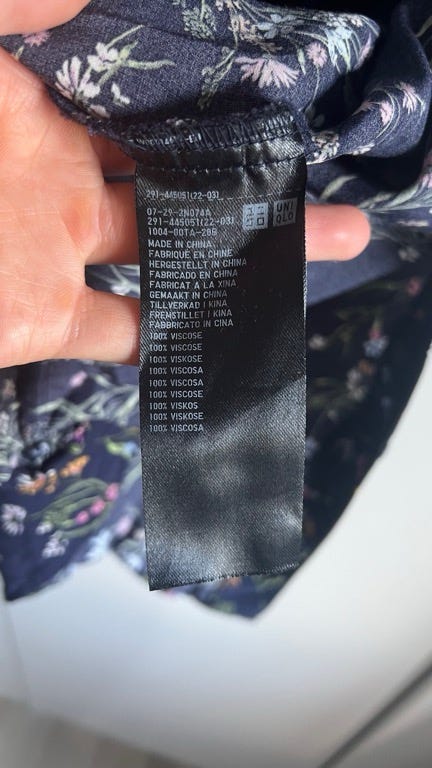 291-445051(22-03)
07-29-2N074A
291-445051(22-03)
UNI
QLO
1004-00TA-28B
MADE IN CHINA
FABRIQUÉ EN CHINE
HERGESTELLT IN CHINA
FABRICADO EN CHINA
FABRICAT A LA XINA
GEMAAKT IN CHINA
TILLVERKAD I KINA
FREMSTILLET I KINA
FABBRICATO IN CINA
100% VISCOSE
100% VISCOSE
100% VISKOSE
100% VISCOSA
100% VISCOSA
100% VISCOSE
100% VISKOS
100% VISKOSE
100% VISCOSA